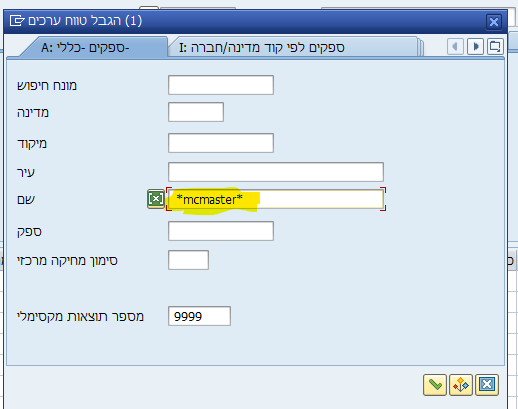 הגבל טווח ערכים (1)
A: ספקים -כללי-
I: ספקים לפי קוד מדינה/חברה
מונח חיפוש
מדינה
מיקוד
עיר
שם *mcmaster*
ספק
סימון מחיקה מרכזי
מספר תוצאות מקסימלי 9999